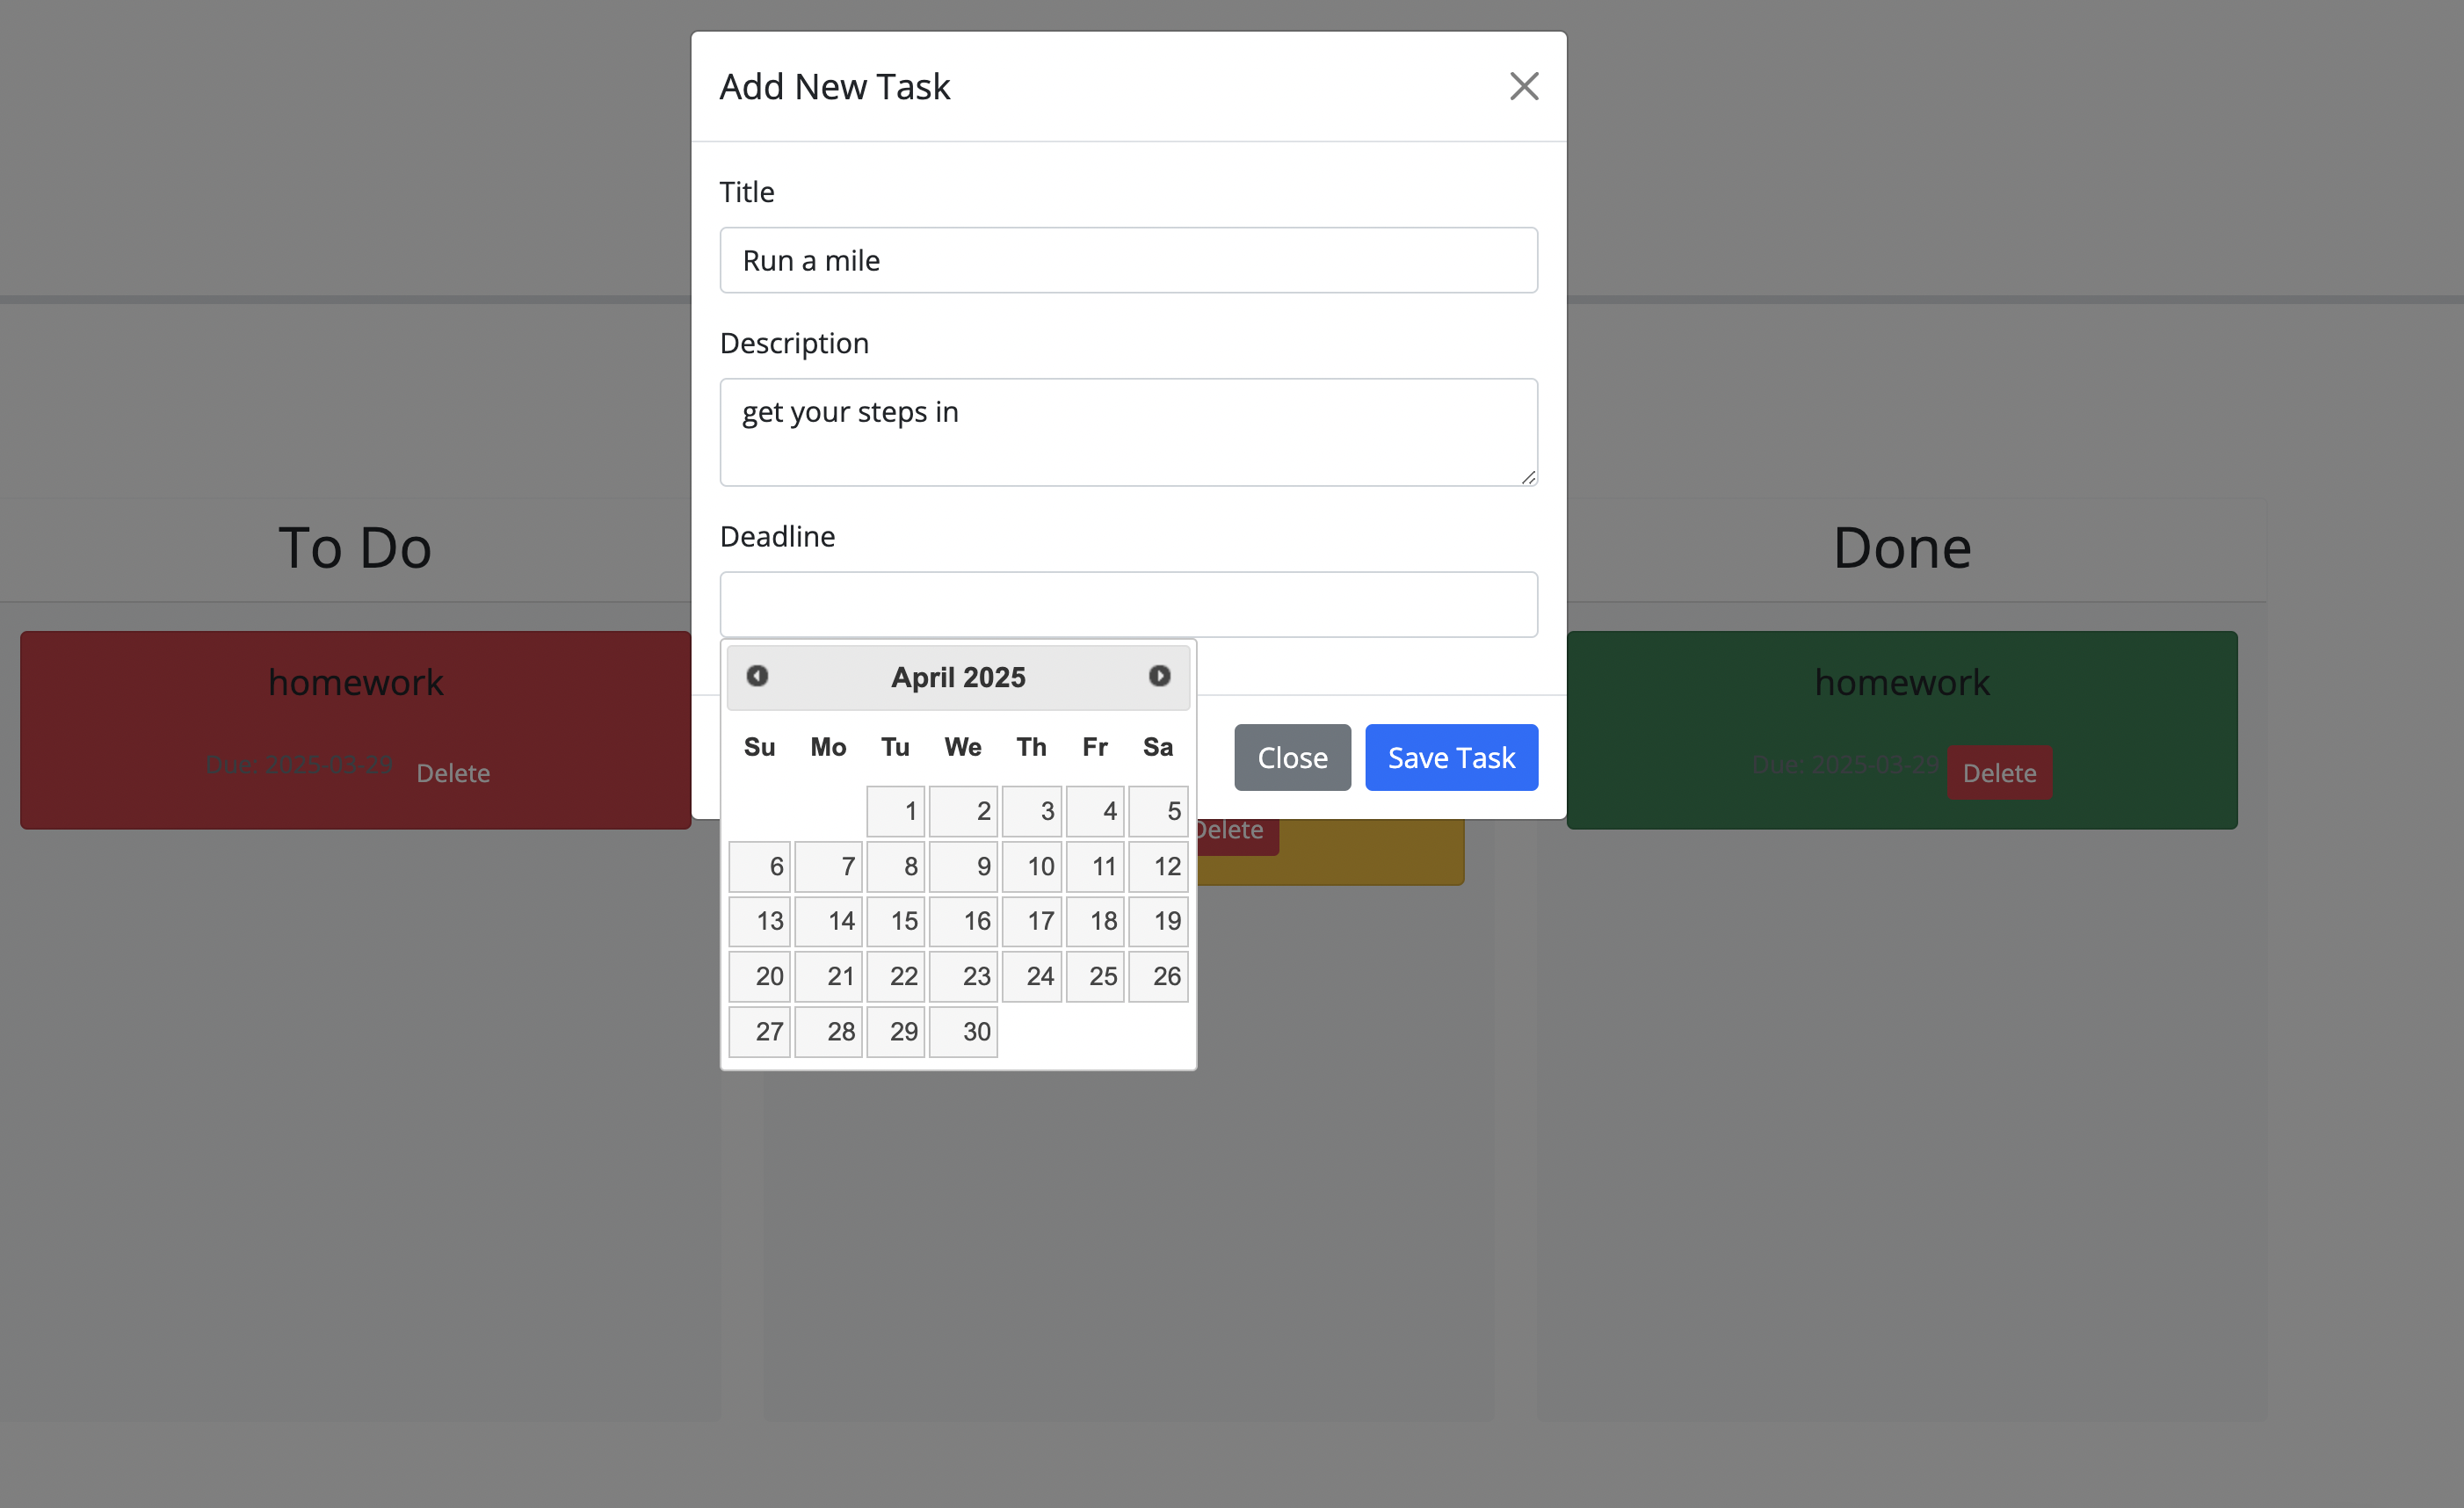 Add New Task
Title
Run a mile
Description
get your steps in
Deadline
To Do
Done
homework
Due: 2025-03-29 Delete
homework
Due: 2025-03-29 Delete
Delete
April 2025
Su Mo Tu We Th Fr Sa
1 2 3 4 5
6 7 8 9 10 11 12
13 14 15 16 17 18 19
20 21 22 23 24 25 26
27 28 29 30
Close Save Task